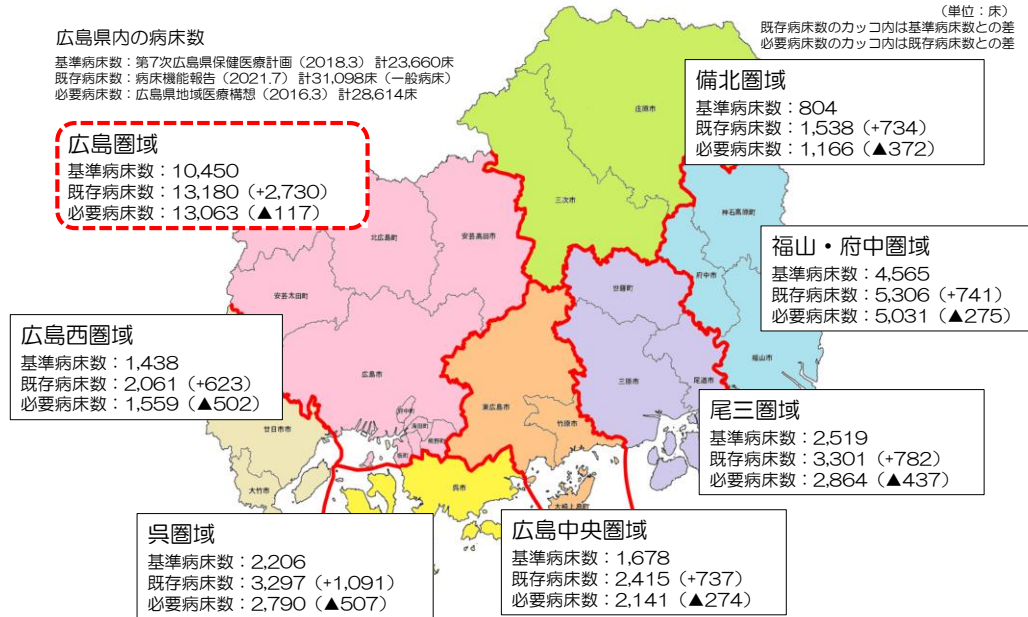 広島県内の病床数
基準病床数：第7次広島県保健医療計画（2018.3） 計23,660床
既存病床数：病床機能報告（2021.7）計31,098床（一般病床）
必要病床数：広島県地域医療構想（2016.3）計28,614床
（単位：床）
既存病床数のカッコ内は基準病床数との差
必要病床数のカッコ内は既存病床数との差
広島圏域
基準病床数：10,450
既存病床数：13,180（+2,730）
必要病床数：13,063（▲117）
備北圏域
基準病床数：804
既存病床数：1,538（+734）
必要病床数：1,166（▲372）
福山・府中圏域
基準病床数：4,565
既存病床数：5,306（+741）
必要病床数：5,031（▲275）
広島西圏域
基準病床数：1,438
既存病床数：2,061（+623）
必要病床数：1,559（▲502）
尾三圏域
基準病床数：2,519
既存病床数：3,301（+782）
必要病床数：2,864（▲437）
呉圏域
基準病床数：2,206
既存病床数：3,297（+1,091）
必要病床数：2,790（▲507）
広島中央圏域
基準病床数：1,678
既存病床数：2,415（+737）
必要病床数：2,141（▲274）
庄原市
三次市
神石高原町
安芸高田市
北広島町
府中市
世羅町
安芸太田町
福山市
広島市
三原市
尾道市
東広島市
府中町
海田町
竹原市
熊野町
坂町
廿日市市
大竹市
呉市
大崎上島町